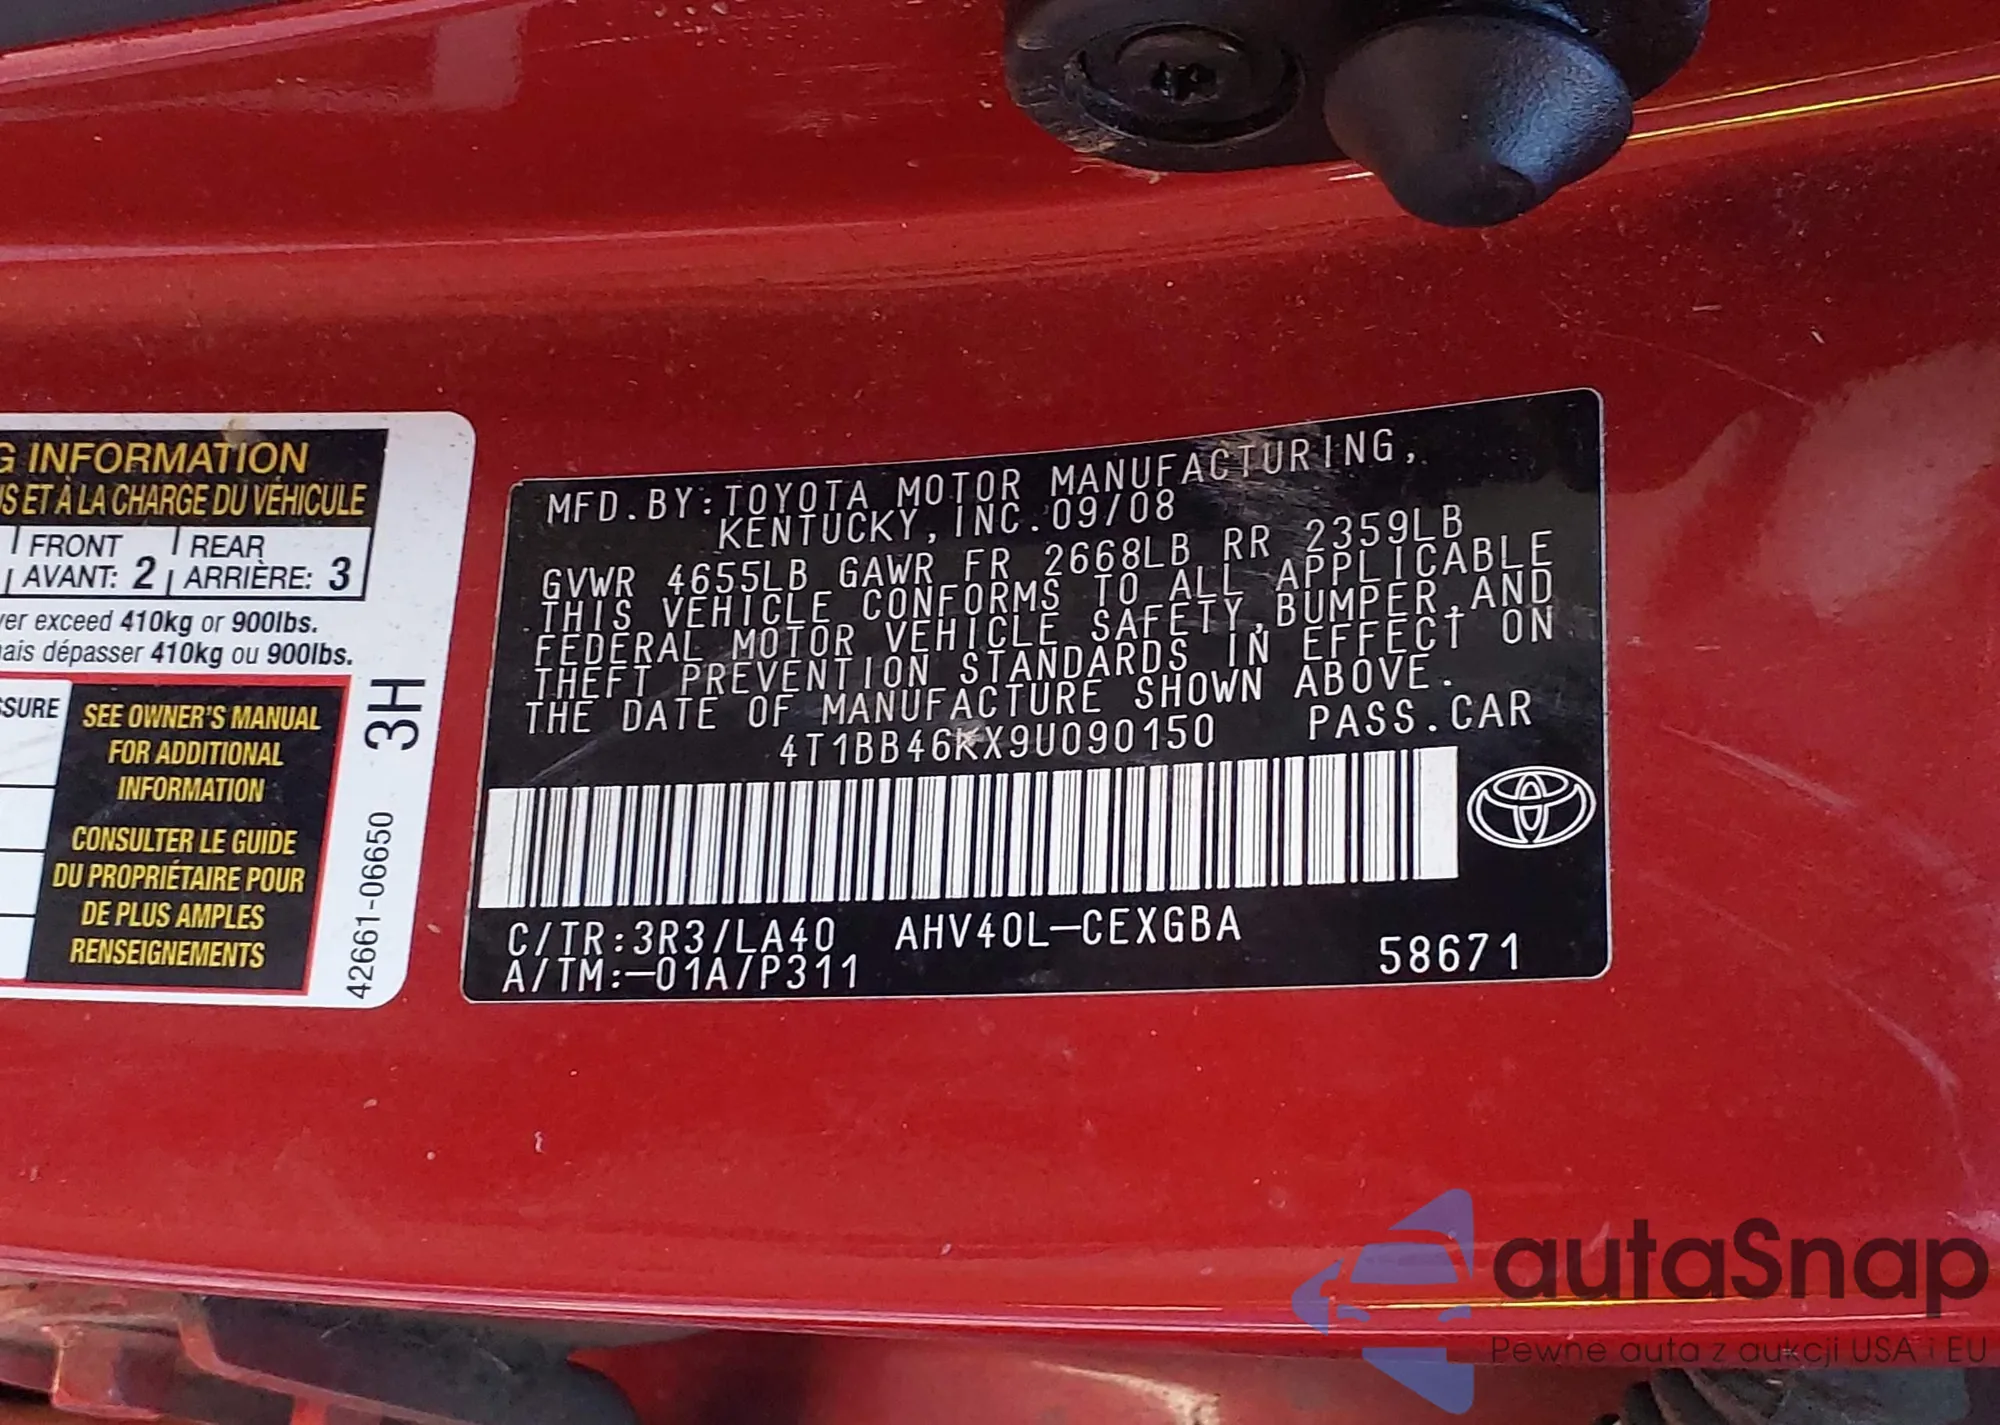 G INFORMATION
S ET À LA CHARGE DU VÉHICULE
FRONT REAR
AVANT: 2 ARRIÈRE: 3
ver exceed 410kg or 900lbs.
ais dépasser 410kg ou 900lbs.
SSURE
SEE OWNER'S MANUAL
FOR ADDITIONAL
INFORMATION
CONSULTER LE GUIDE
DU PROPRIÉTAIRE POUR
DE PLUS AMPLES
RENSEIGNEMENTS
3H
42661-06650
MFD.BY:TOYOTA MOTOR MANUFACTURING,
KENTUCKY,INC.09/08
GVWR 4655LB GAWR FR 2668LB RR 2359LB
THIS VEHICLE CONFORMS TO ALL APPLICABLE
FEDERAL MOTOR VEHICLE SAFETY,BUMPER,AND
THEFT PREVENTION STANDARDS IN EFFECT ON
THE DATE OF MANUFACTURE SHOWN ABOVE.
4T1BB46KX9U090150 PASS.CAR
C/TR:3R3/LA40 AHV40L-CEXGBA
A/TM:-01A/P311 58671
autaSnap
Pewne auta z aukcji USA i EU